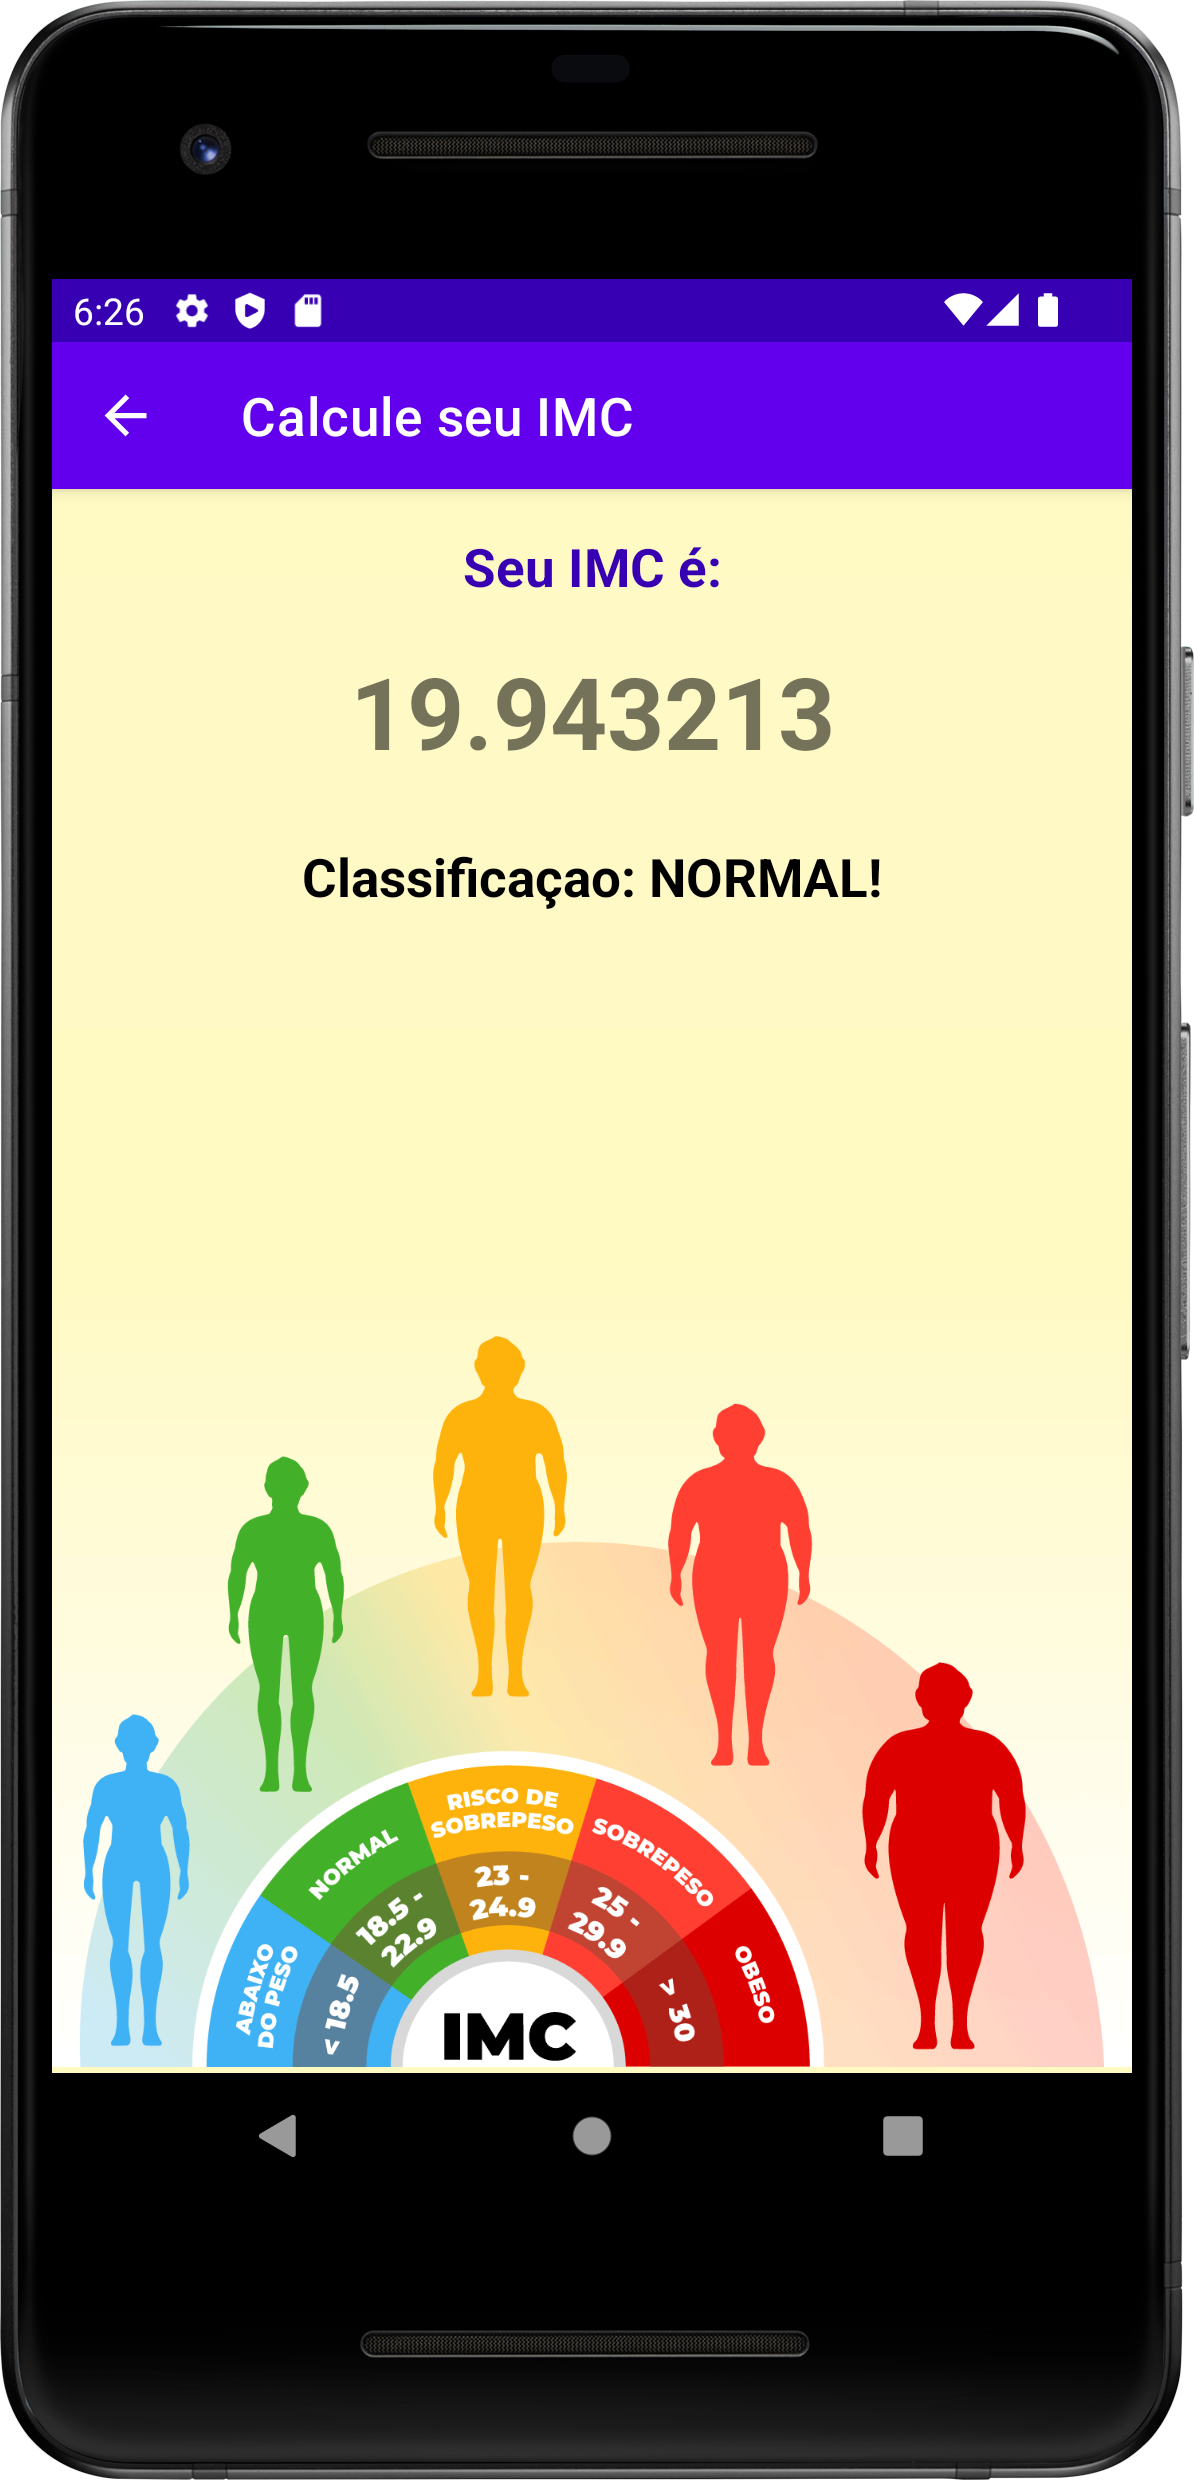 6:26
Calcule seu IMC
Seu IMC é:
19.943213
Classificaçao: NORMAL!
ABAIXO
DO PESO
< 18.5
NORMAL
18.5 -
22.9
RISCO DE
SOBREPESO
23 -
24.9
SOBREPESO
25 -
29.9
OBESO
> 30
IMC